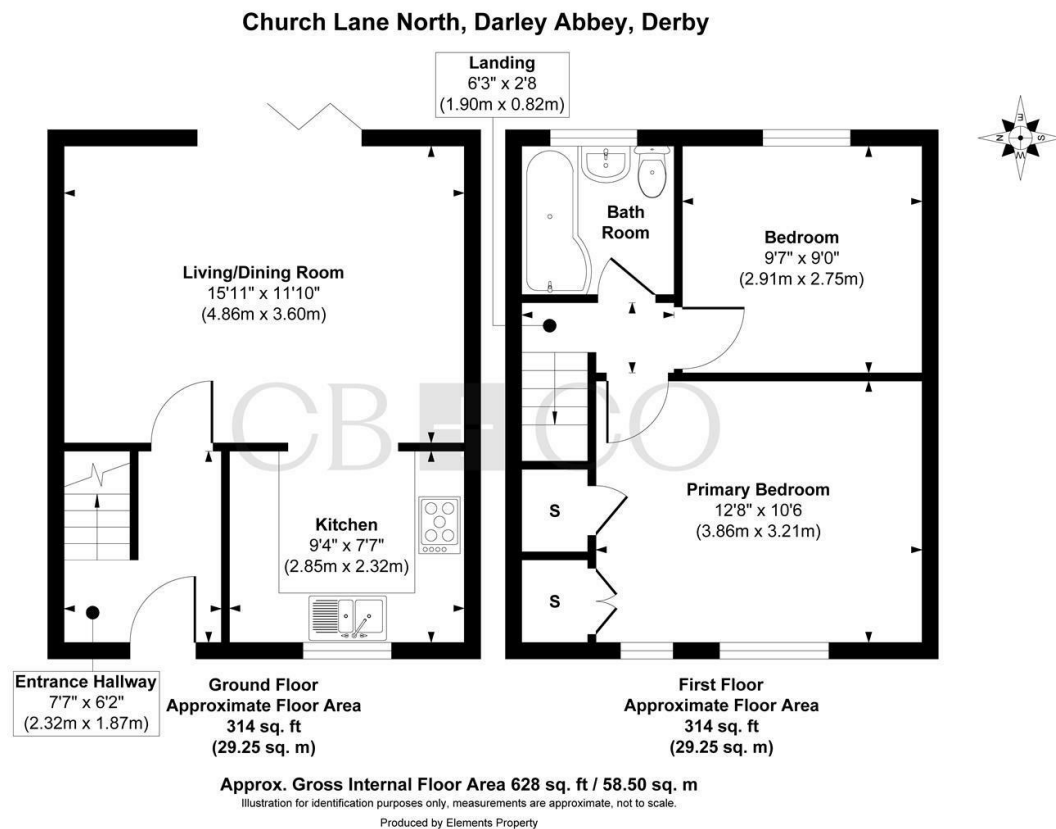 Church Lane North, Darley Abbey, Derby
Landing
6'3" x 2'8
(1.90m x 0.82m)
E
N
S
W
Living/Dining Room
15'11" x 11'10"
(4.86m x 3.60m)
Bath
Room
Bedroom
9'7" x 9'0"
(2.91m x 2.75m)
CB CO
Kitchen
9'4" x 7'7"
(2.85m x 2.32m)
Primary Bedroom
12'8" x 10'6
(3.86m x 3.21m)
S
S
Entrance Hallway
7'7" x 6'2"
(2.32m x 1.87m)
Ground Floor
Approximate Floor Area
314 sq. ft
(29.25 sq. m)
First Floor
Approximate Floor Area
314 sq. ft
(29.25 sq. m)
Approx. Gross Internal Floor Area 628 sq. ft / 58.50 sq. m
Illustration for identification purposes only, measurements are approximate, not to scale.
Produced by Elements Property